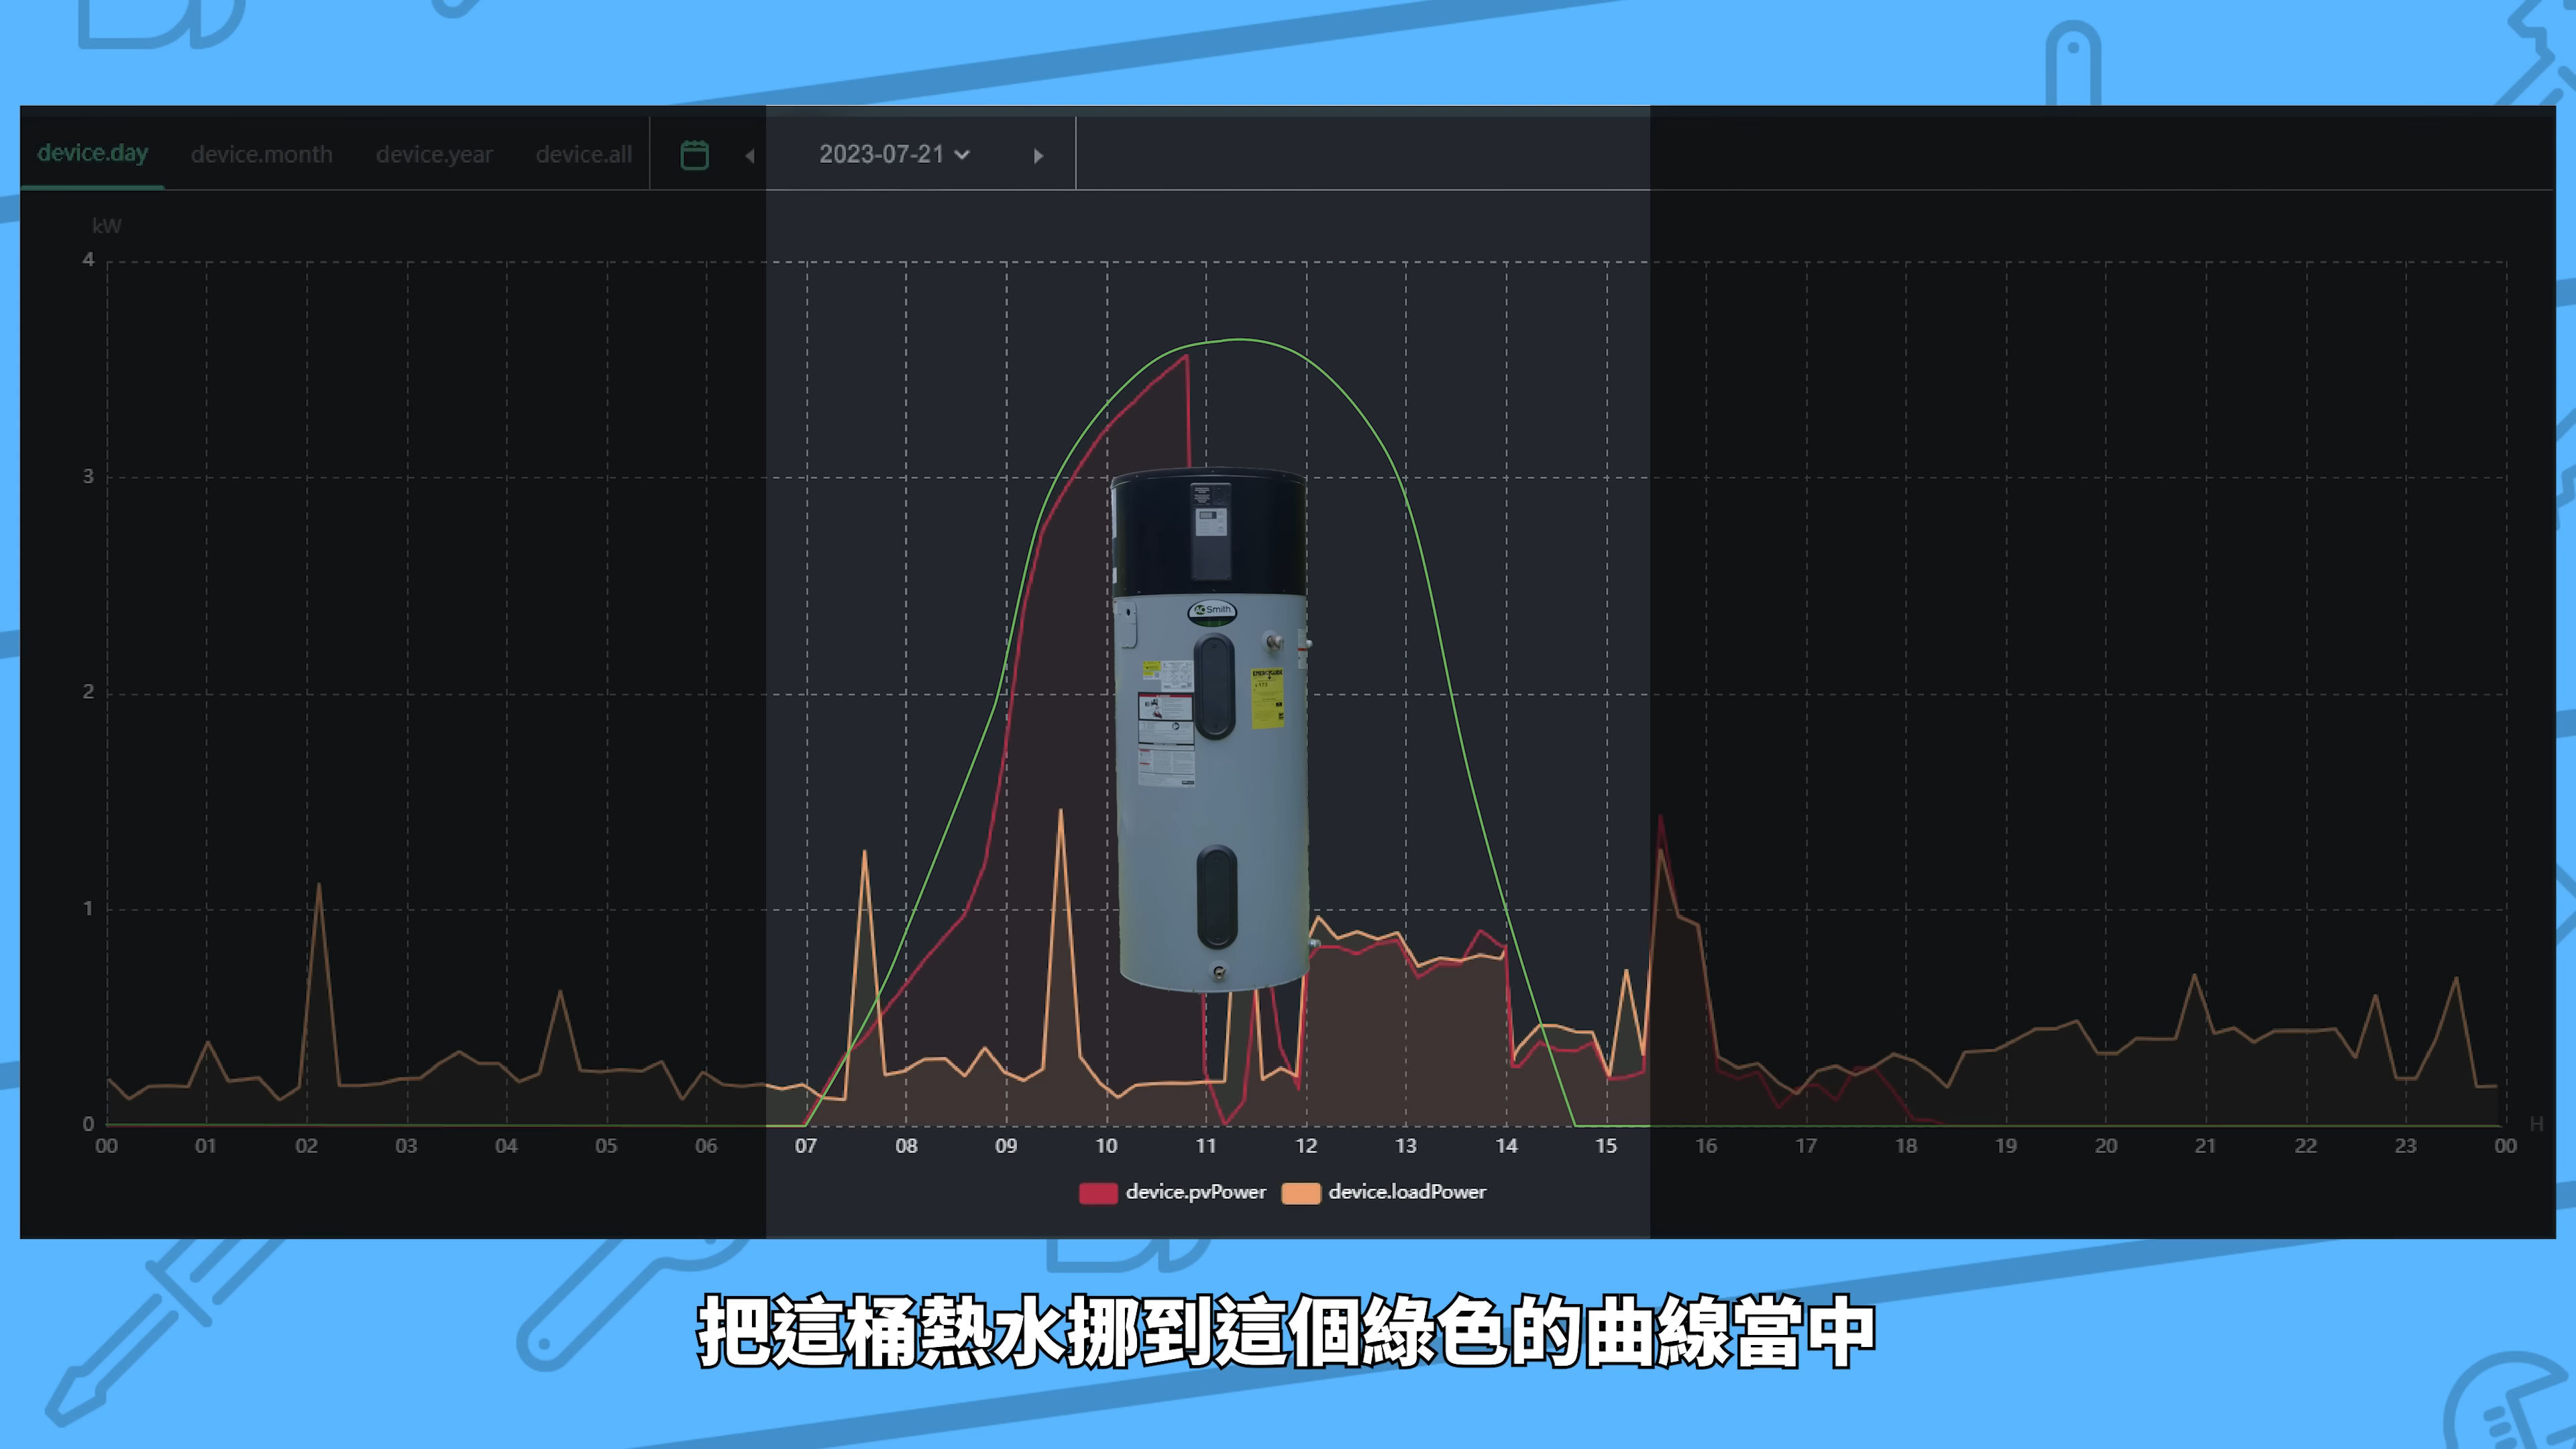 device.day device.month device.year device.all 2023-07-21
kW
4
3
2
1
0
00 01 02 03 04 05 06 07 08 09 10 11 12 13 14 15 16 17 18 19 20 21 22 23 00
H
AO Smith
ENERGUIDE
device.pvPower device.loadPower
把這桶熱水挪到這個綠色的曲線當中